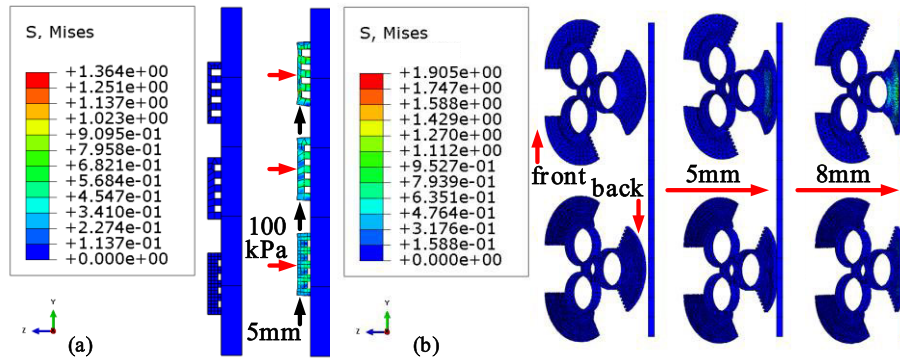 S, Mises
+1.364e+00
+1.251e+00
+1.137e+00
+1.023e+00
+9.095e-01
+7.958e-01
+6.821e-01
+5.684e-01
+4.547e-01
+3.410e-01
+2.274e-01
+1.137e-01
+0.000e+00
Y
Z
(a)
100
kPa
5mm
(b)
S, Mises
+1.905e+00
+1.747e+00
+1.588e+00
+1.429e+00
+1.270e+00
+1.112e+00
+9.527e-01
+7.939e-01
+6.351e-01
+4.764e-01
+3.176e-01
+1.588e-01
+0.000e+00
Y
Z
(b)
front
back
5mm
8mm